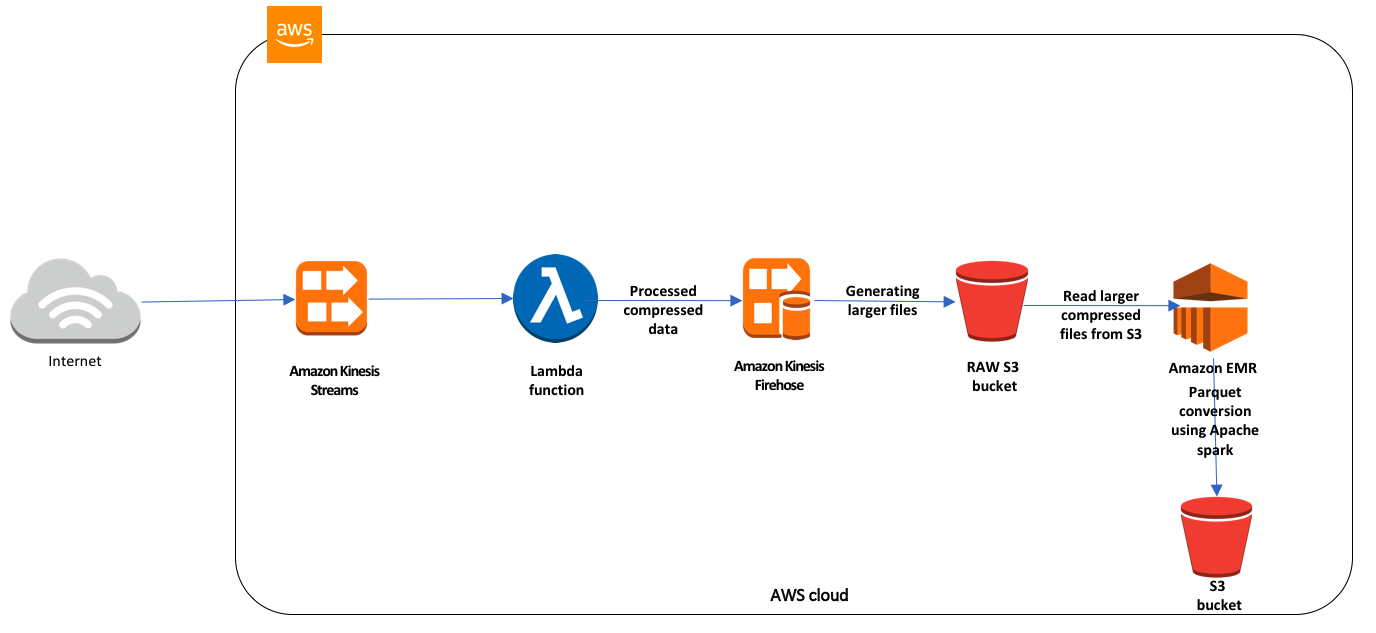 aws
Internet
Amazon Kinesis
Streams
Lambda
function
Processed
compressed
data
Amazon Kinesis
Firehose
Generating
larger files
RAW S3
bucket
Read larger
compressed
files from S3
Amazon EMR
Parquet
conversion
using Apache
spark
S3
bucket
AWS cloud